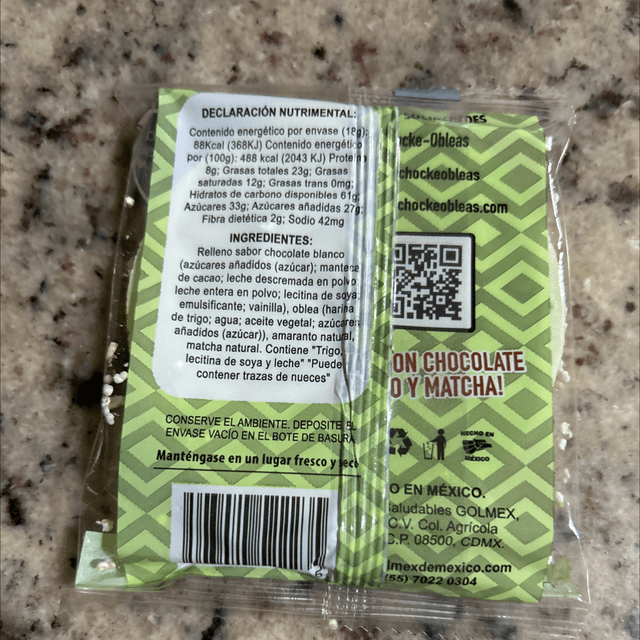 DECLARACIÓN NUTRIMENTAL:
Contenido energético por envase (18g):
88Kcal (368KJ) Contenido energético
por (100g): 488 kcal (2043 KJ) Proteína
8g; Grasas totales 23g; Grasas
saturadas 12g; Grasas trans 0mg;
Hidratos de carbono disponibles 61g;
Azúcares 33g; Azúcares añadidas 27g;
Fibra dietética 2g; Sodio 42mg
INGREDIENTES:
Relleno sabor chocolate blanco
(azúcares añadidos (azúcar); manteca
de cacao; leche descremada en polvo
leche entera en polvo; lecitina de soya,
emulsificante; vainilla), oblea (harina
de trigo; agua; aceite vegetal; azúcares
añadidos (azúcar)), amaranto natural,
matcha natural. Contiene "Trigo,
lecitina de soya y leche" "Puede
contener trazas de nueces"
CONSERVE EL AMBIENTE. DEPOSITE EL
ENVASE VACÍO EN EL BOTE DE BASURA
Manténgase en un lugar fresco y seco
ocke-Obleas
chockeobleas
chockeobleas.com
ON CHOCOLATE
O Y MATCHA!
HECHO EN
MÉXICO
O EN MÉXICO.
aludables GOLMEX,
C.V. Col. Agrícola
C.P. 08500, CDMX.
lmexdemexico.com
(55) 7022 0304